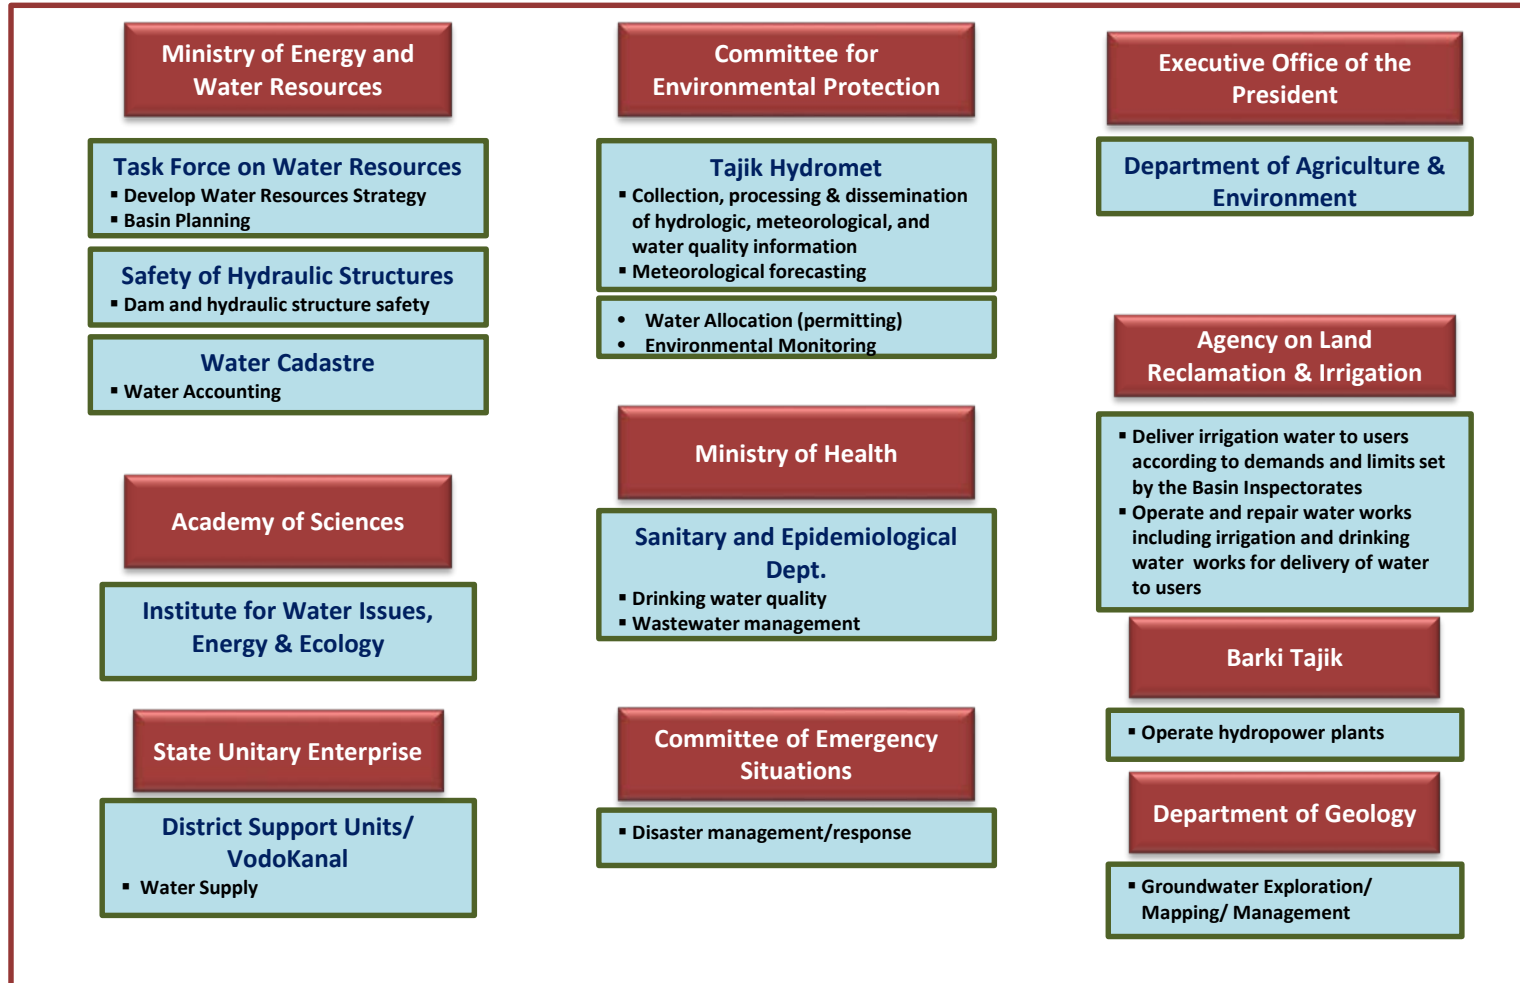 Ministry of Energy and
Water Resources
Task Force on Water Resources
▪ Develop Water Resources Strategy
▪ Basin Planning
Safety of Hydraulic Structures
▪ Dam and hydraulic structure safety
Water Cadastre
▪ Water Accounting
Academy of Sciences
Institute for Water Issues,
Energy & Ecology
State Unitary Enterprise
District Support Units/
VodoKanal
▪ Water Supply
Committee for
Environmental Protection
Tajik Hydromet
▪ Collection, processing & dissemination
of hydrologic, meteorological, and
water quality information
▪ Meteorological forecasting
• Water Allocation (permitting)
• Environmental Monitoring
Ministry of Health
Sanitary and Epidemiological
Dept.
▪ Drinking water quality
▪ Wastewater management
Committee of Emergency
Situations
▪ Disaster management/response
Executive Office of the
President
Department of Agriculture &
Environment
Agency on Land
Reclamation & Irrigation
▪ Deliver irrigation water to users
according to demands and limits set
by the Basin Inspectorates
▪ Operate and repair water works
including irrigation and drinking
water works for delivery of water
to users
Barki Tajik
▪ Operate hydropower plants
Department of Geology
▪ Groundwater Exploration/
Mapping/ Management